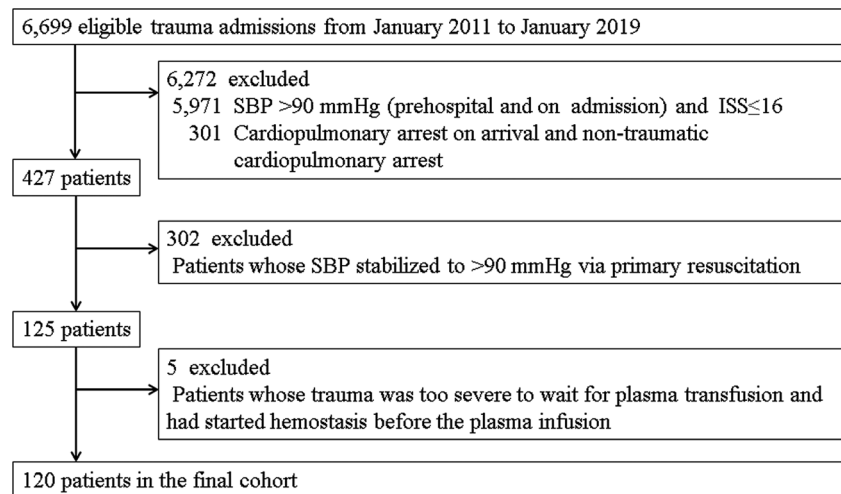 6,699 eligible trauma admissions from January 2011 to January 2019
6,272 excluded
5,971 SBP >90 mmHg (prehospital and on admission) and ISS≤16
301 Cardiopulmonary arrest on arrival and non-traumatic
cardiopulmonary arrest
427 patients
302 excluded
Patients whose SBP stabilized to >90 mmHg via primary resuscitation
125 patients
5 excluded
Patients whose trauma was too severe to wait for plasma transfusion and
had started hemostasis before the plasma infusion
120 patients in the final cohort